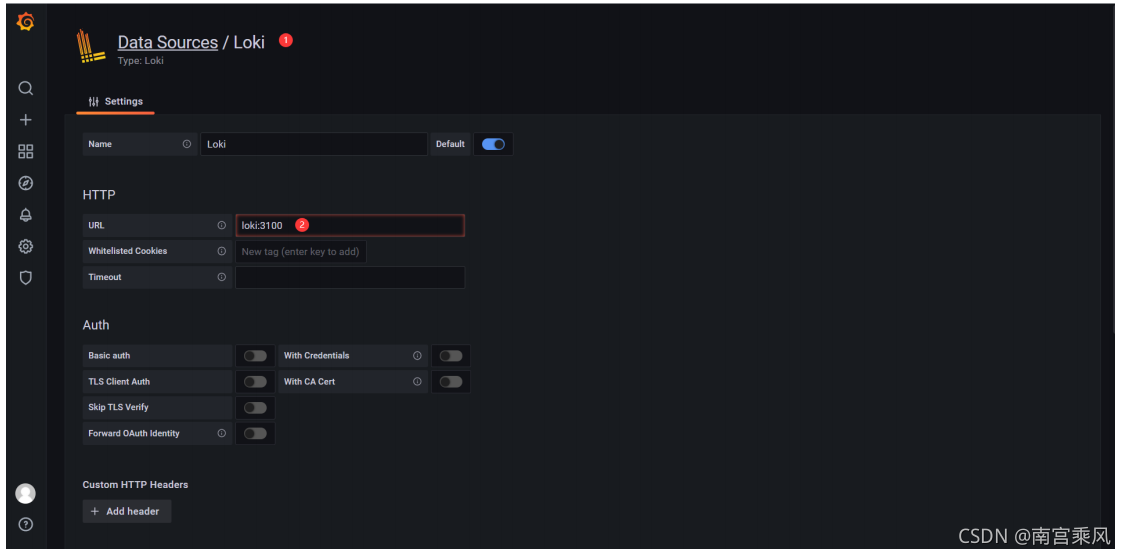 Data Sources / Loki 1
Type: Loki
Settings
Name Loki Default
HTTP
URL loki:3100 2
Whitelisted Cookies New tag (enter key to add)
Timeout
Auth
Basic auth With Credentials
TLS Client Auth With CA Cert
Skip TLS Verify
Forward OAuth Identity
Custom HTTP Headers
+ Add header
CSDN @南宫乘风